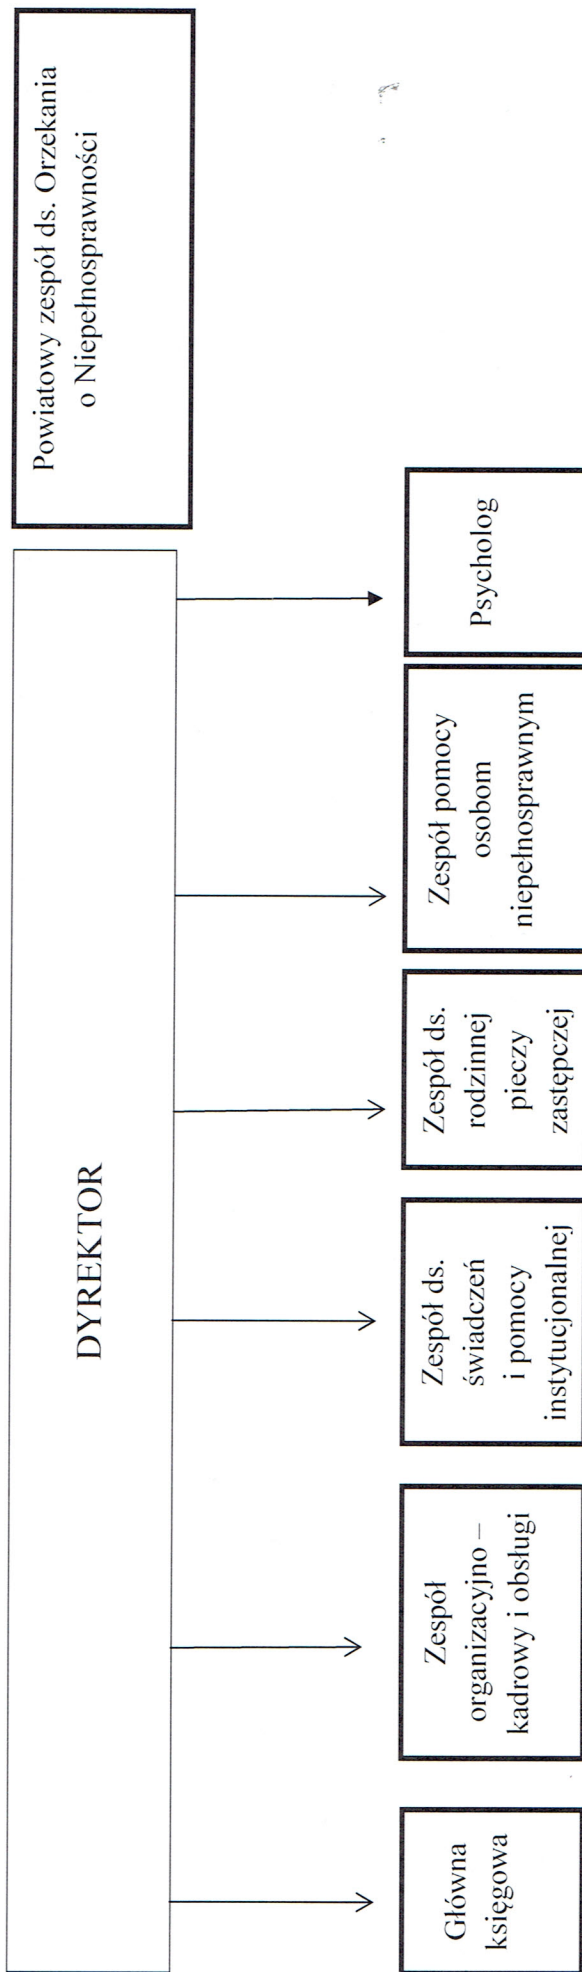 DYREKTOR
Powiatowy zespół ds. Orzekania
o Niepełnosprawności
Główna
księgowa
Zespół
organizacyjno –
kadrowy i obsługi
Zespół ds.
świadczeń
i pomocy
instytucjonalnej
Zespół ds.
rodzinnej
pieczy
zastępczej
Zespół pomocy
osobom
niepełnosprawnym
Psycholog